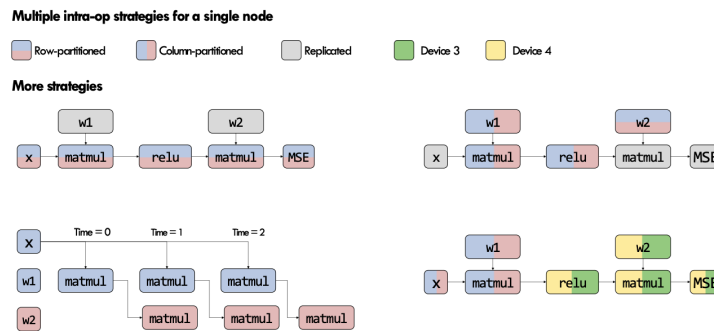 Multiple intra-op strategies for a single node
Row-partitioned Column-partitioned Replicated Device 3 Device 4
More strategies
w1 w2
x matmul relu matmul MSE
w1 w2
x matmul relu matmul MSE
x Time = 0 Time = 1 Time = 2
w1 matmul matmul matmul
w2 matmul matmul matmul
w1 w2
x matmul relu matmul MSE